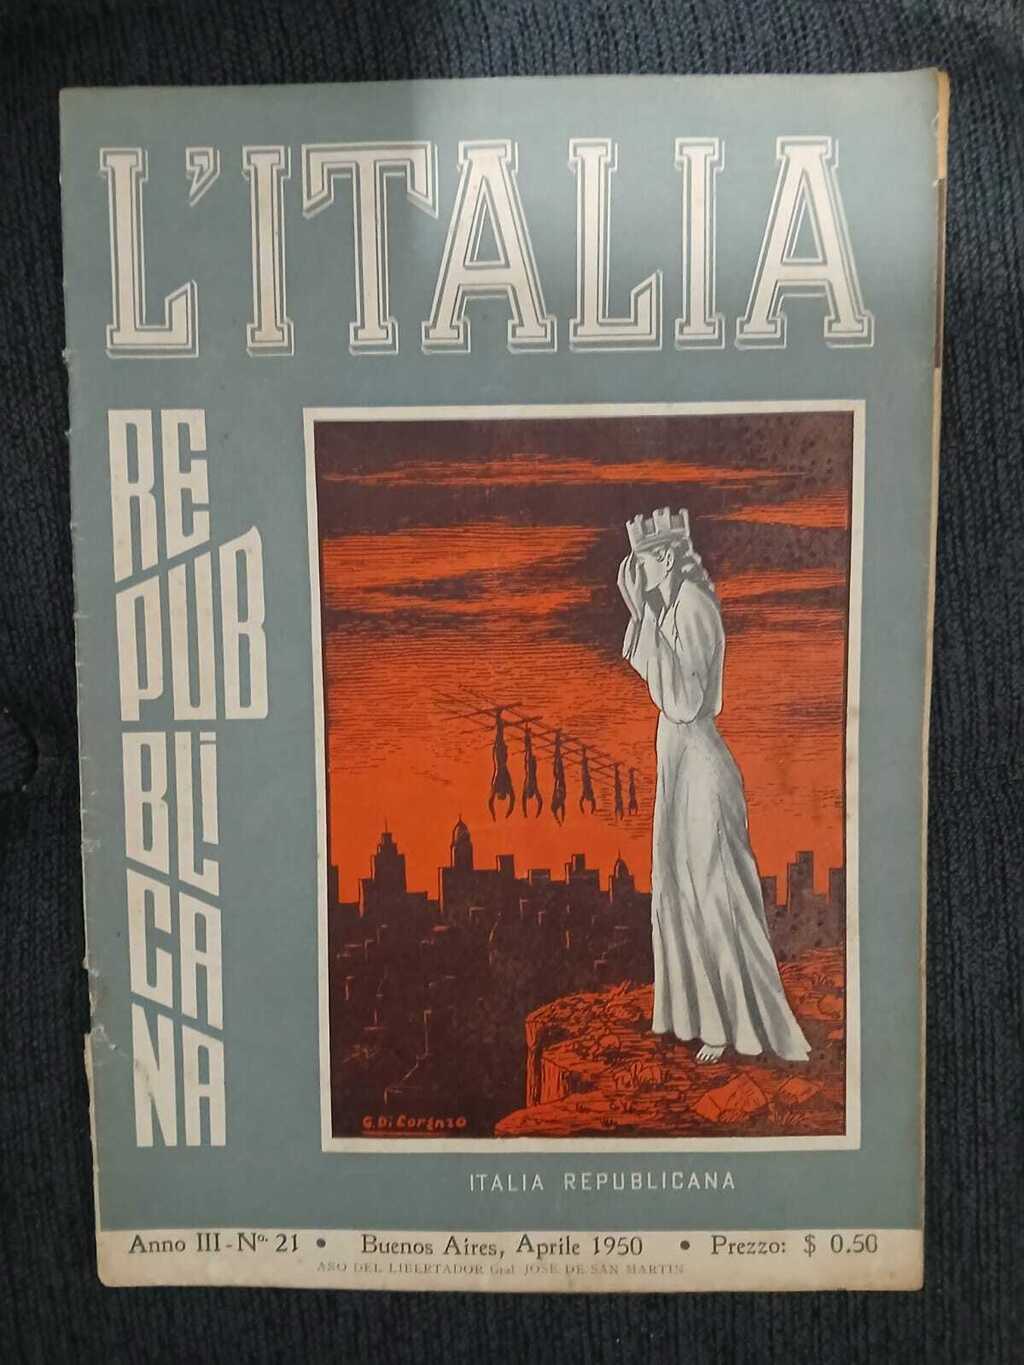 L'ITALIA
RE
PUB
BLI
CA
NA
G. Di Lorenzo
ITALIA REPUBLICANA
Anno III - Nº. 21 • Buenos Aires, Aprile 1950 • Prezzo: $ 0.50
AÑO DEL LIBERTADOR Gral JOSE DE SAN MARTIN